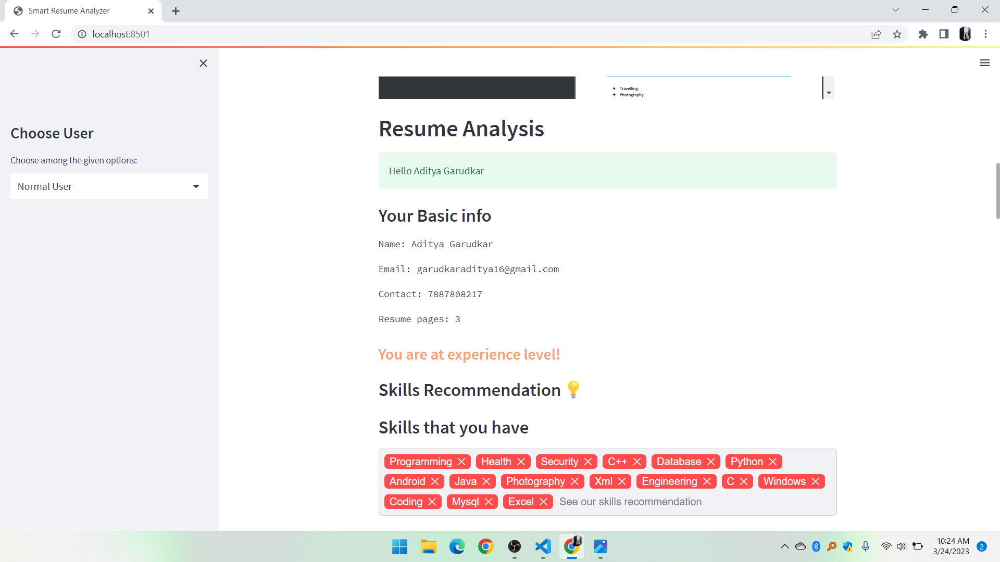 Smart Resume Analyzer
localhost:8501
Travelling.
Photography
Choose User
Choose among the given options:
Normal User
Resume Analysis
Hello Aditya Garudkar
Your Basic info
Name: Aditya Garudkar
Email: garudkaraditya16@gmail.com
Contact: 7887808217
Resume pages: 3
You are at experience level!
Skills Recommendation 💡
Skills that you have
Programming Health Security C++ Database Python
Android Java Photography Xml Engineering C Windows
Coding Mysql Excel See our skills recommendation
10:24 AM
3/24/2023
2